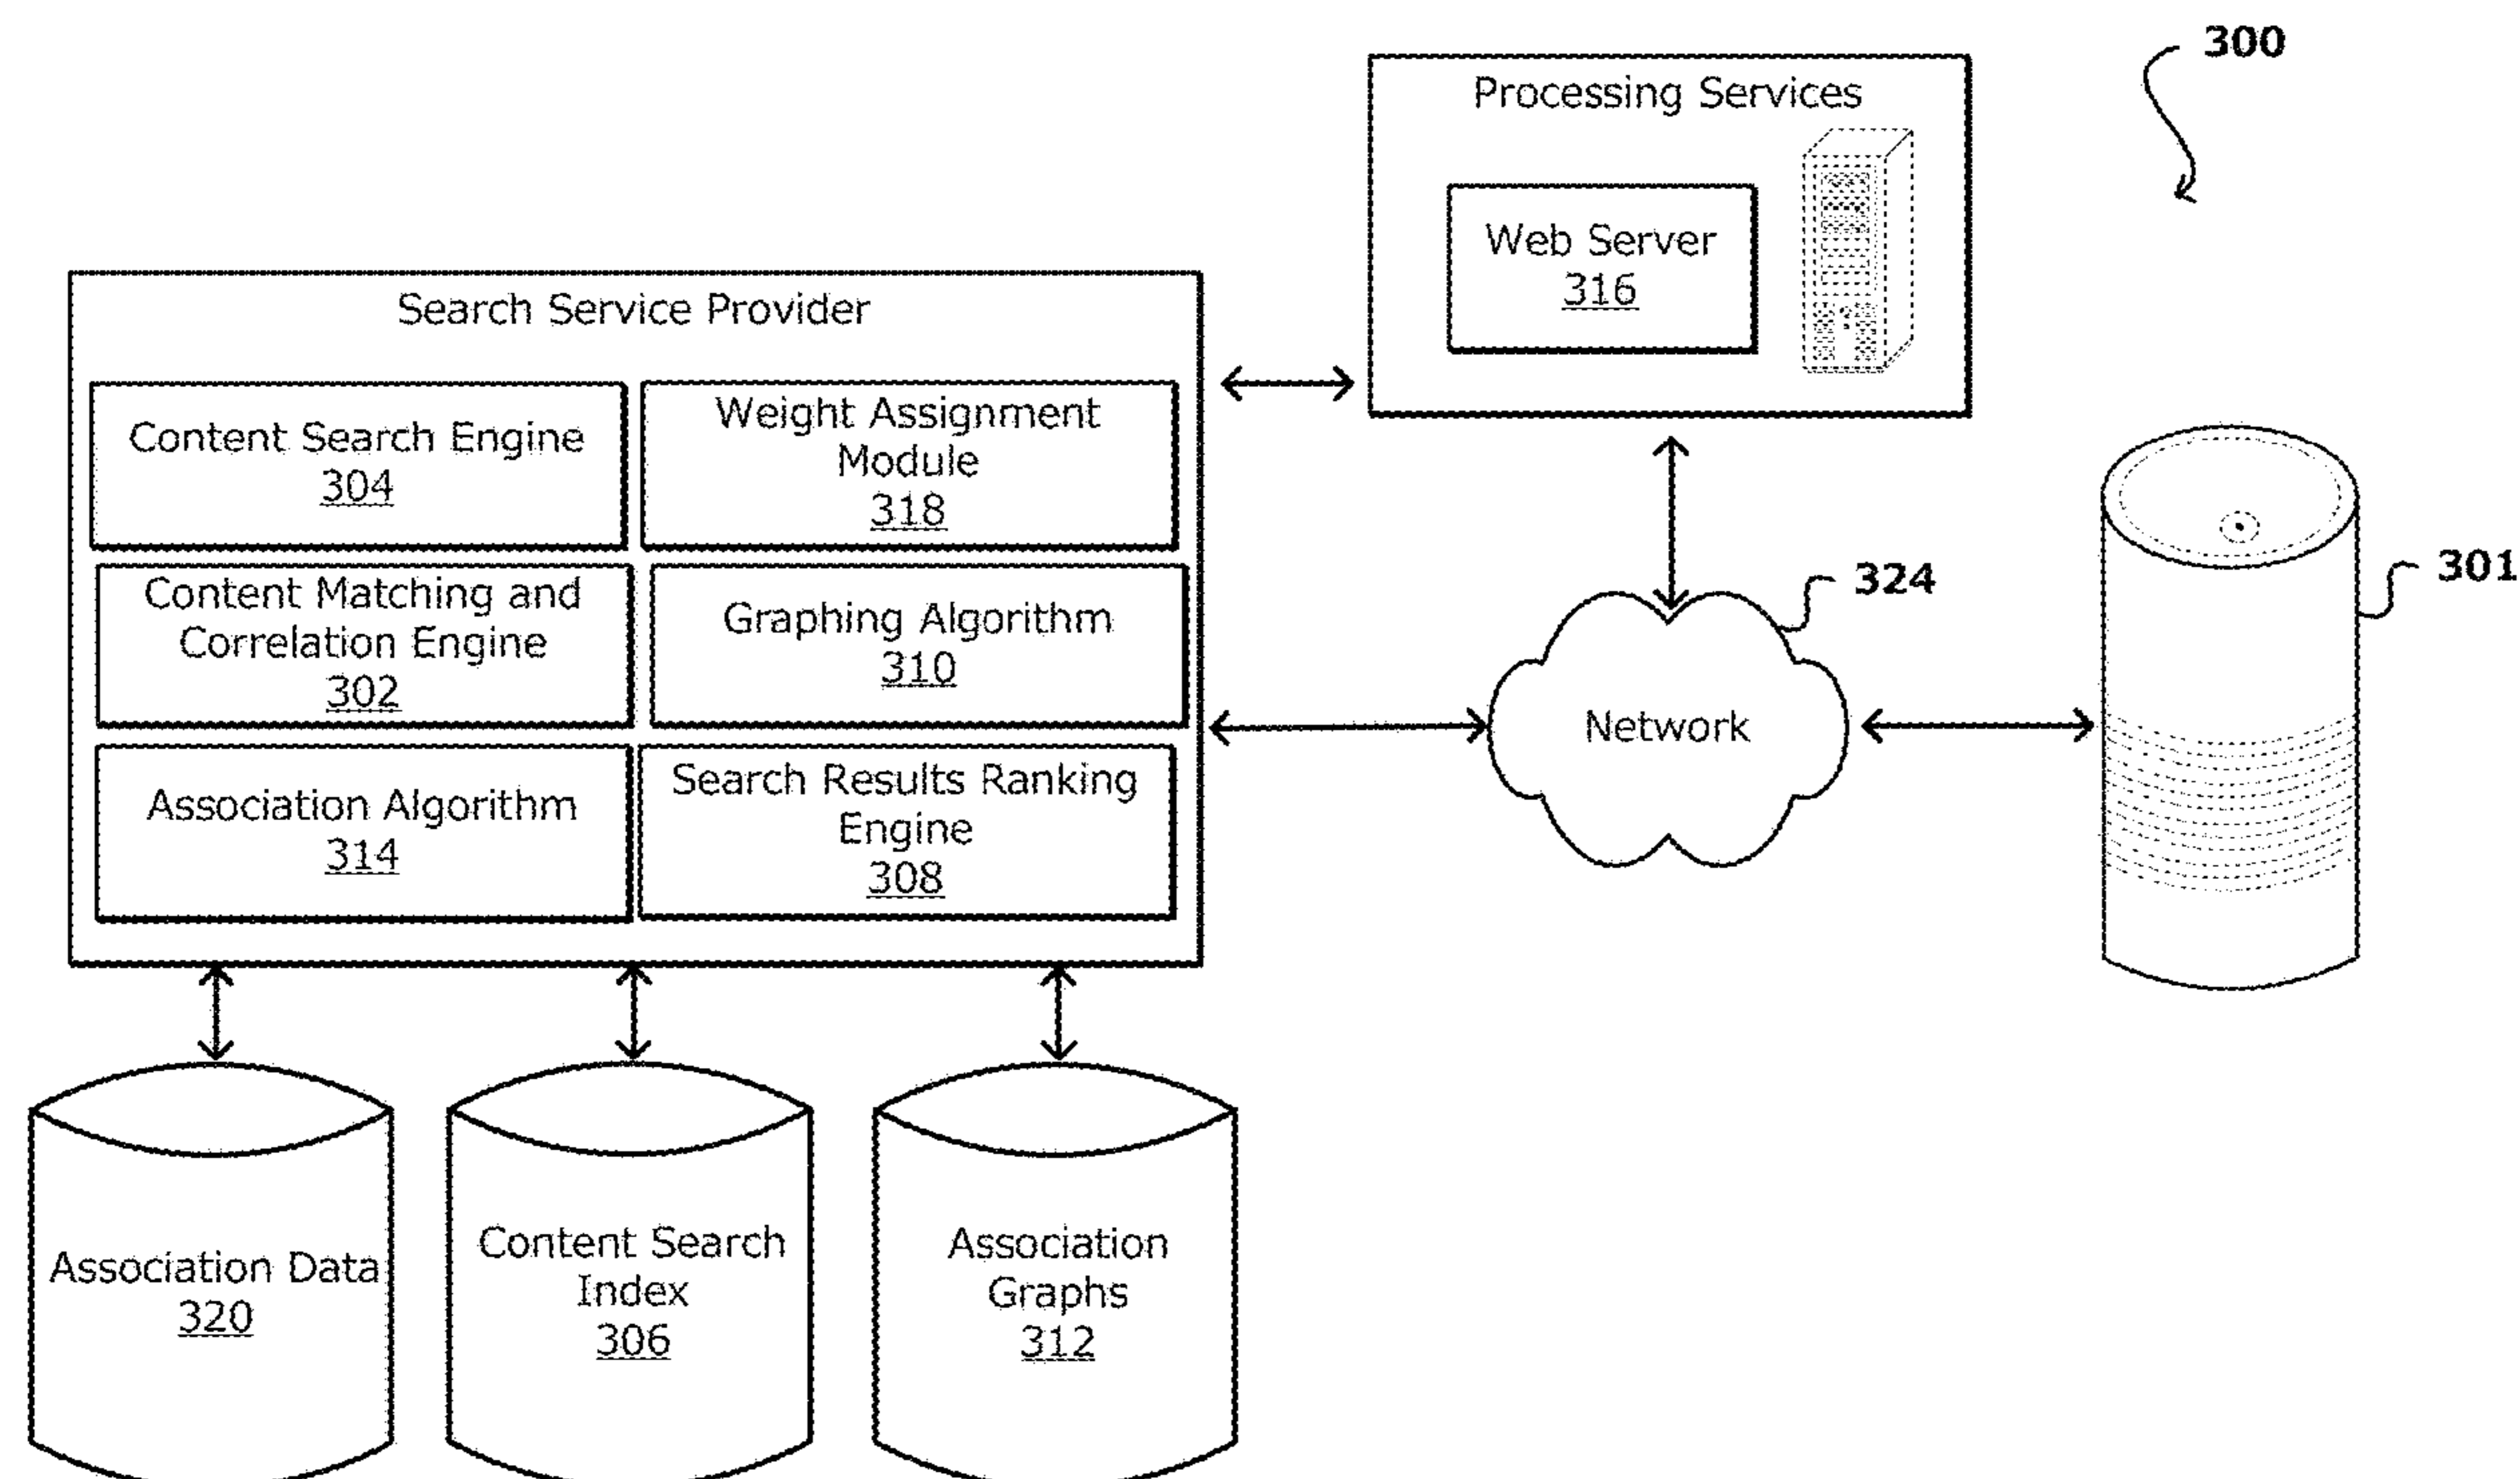 300
Processing Services
Web Server
316
Search Service Provider
Content Search Engine
304
Weight Assignment
Module
318
Content Matching and
Correlation Engine
302
Graphing Algorithm
310
Association Algorithm
314
Search Results Ranking
Engine
308
324
Network
301
Association Data
320
Content Search
Index
306
Association
Graphs
312